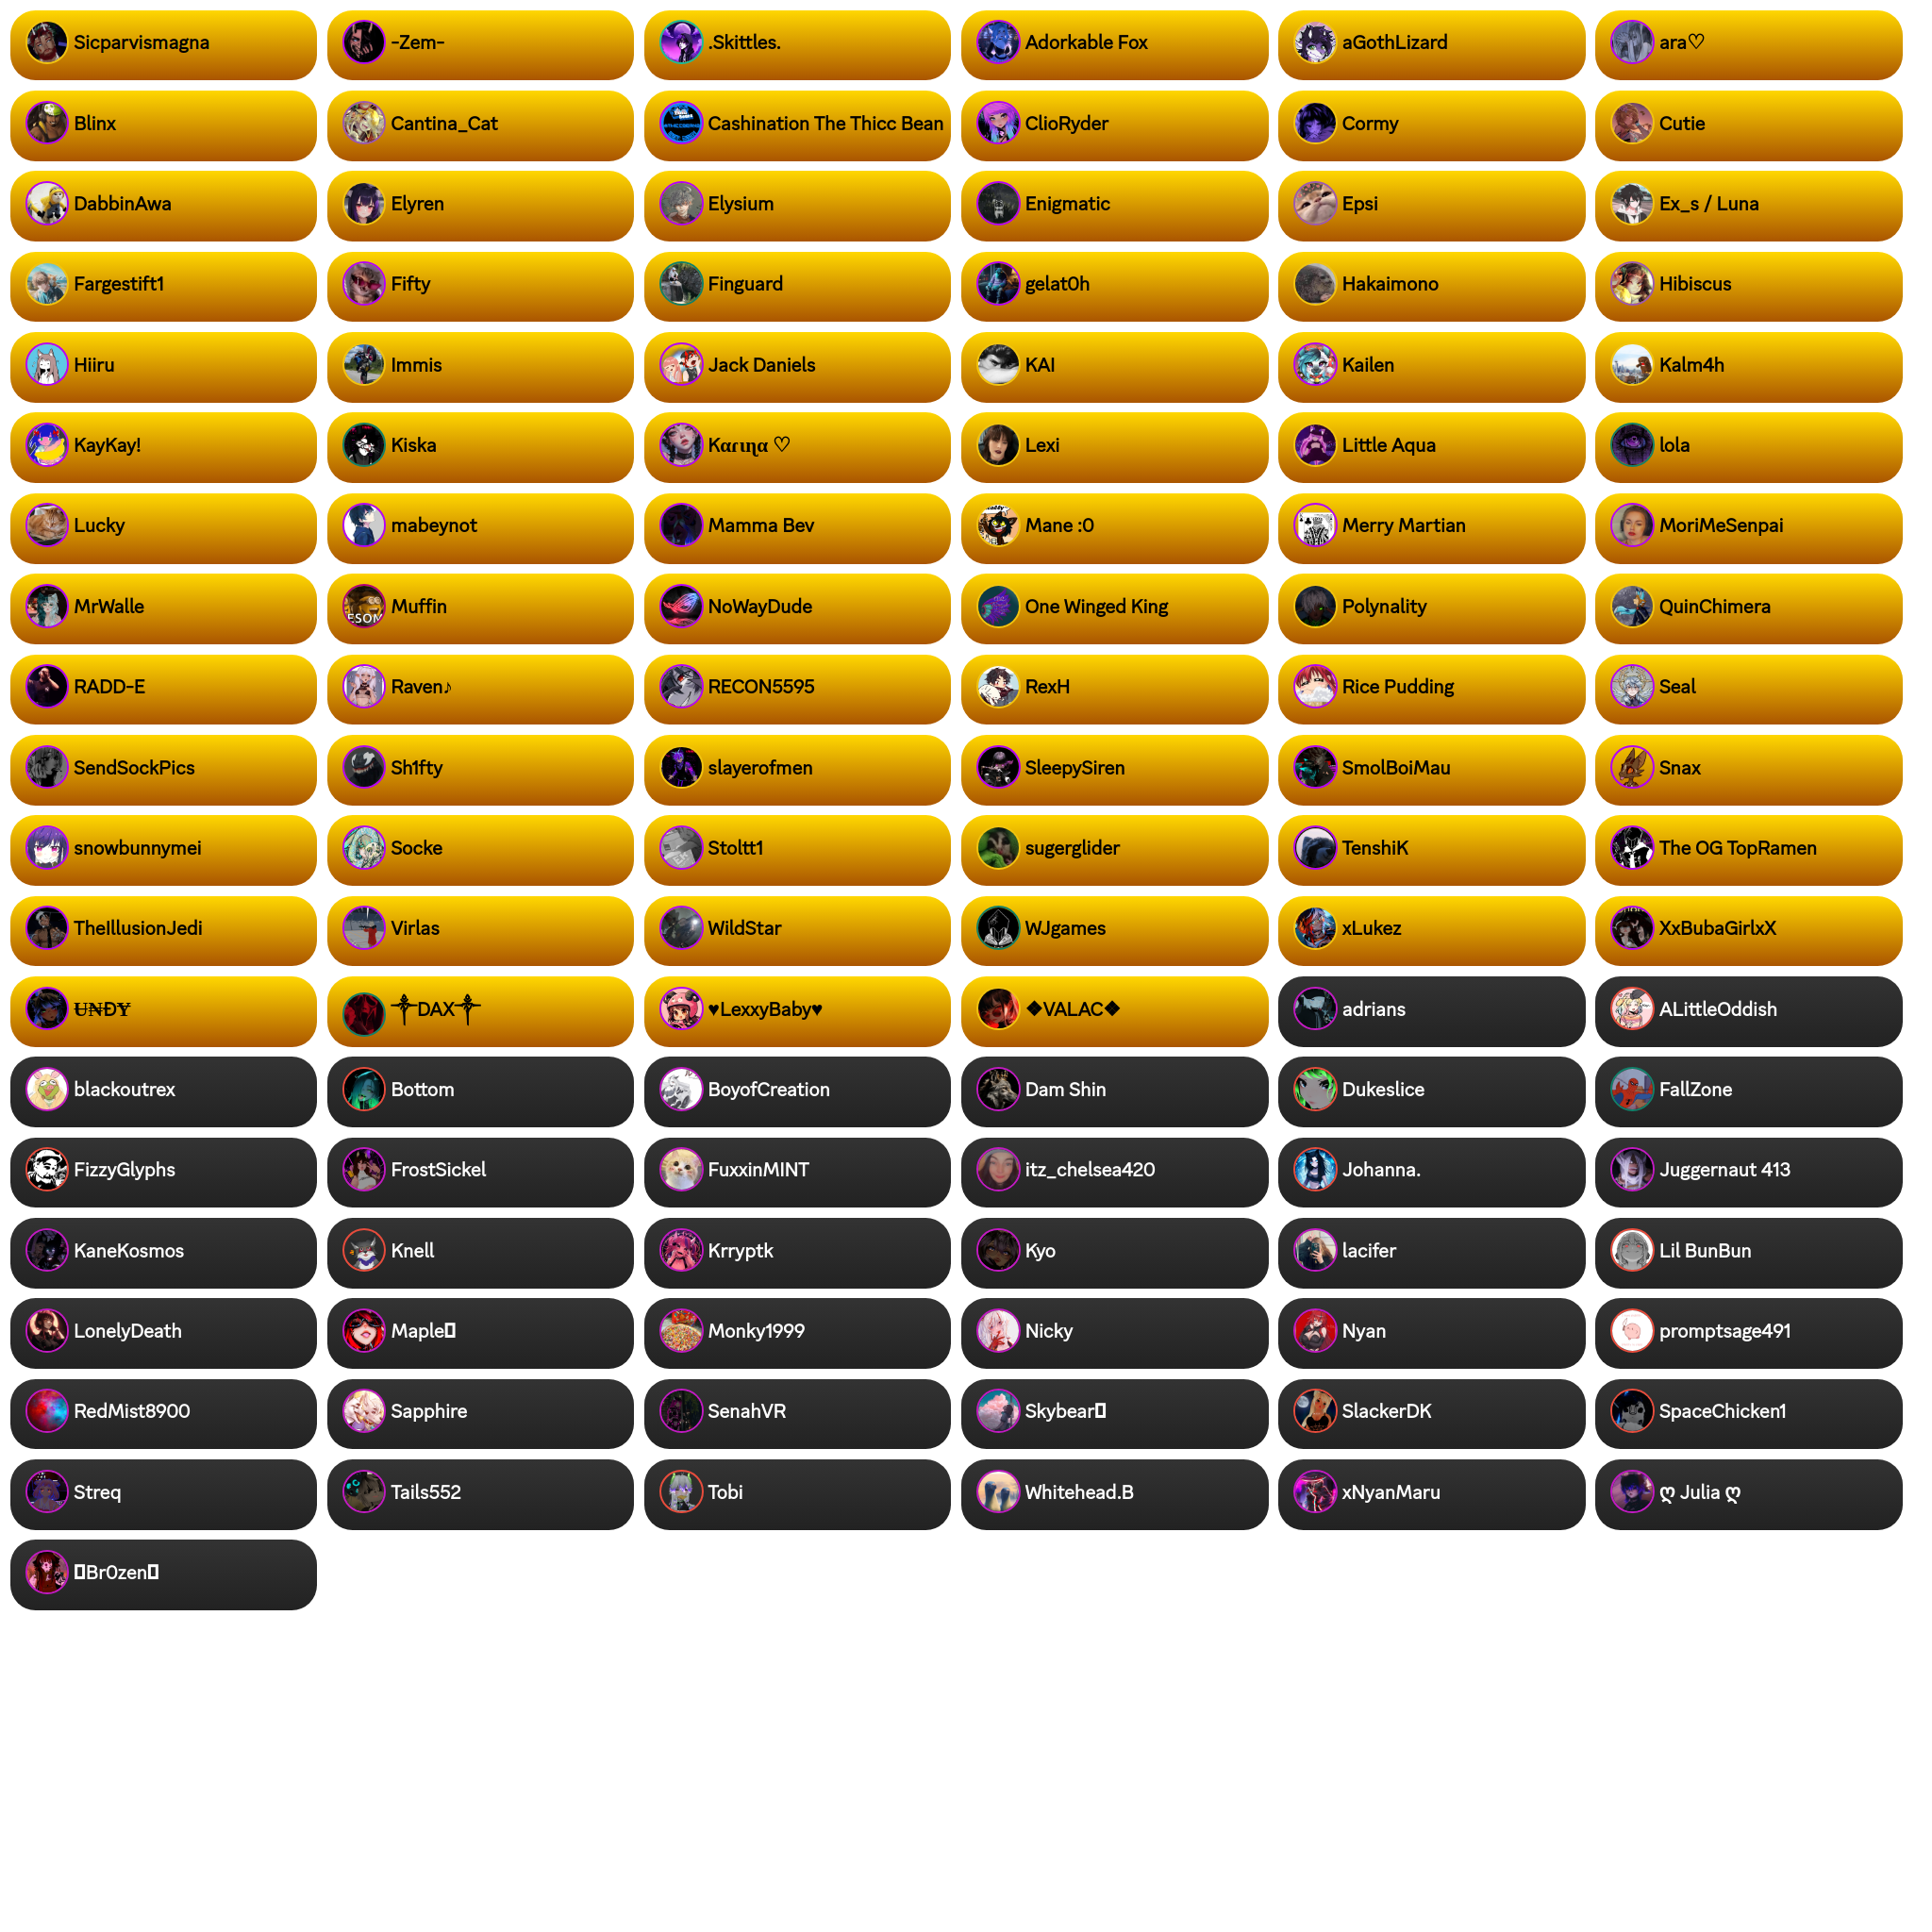 Sicparvismagna
-Zem-
.Skittles.
Adorkable Fox
aGothLizard
ara♡
Blinx
Cantina_Cat
Cashination The Thicc Bean
ClioRyder
Cormy
Cutie
DabbinAwa
Elyren
Elysium
Enigmatic
Epsi
Ex_s / Luna
Fargestift1
Fifty
Finguard
gelat0h
Hakaimono
Hibiscus
Hiiru
Immis
Jack Daniels
KAI
Kailen
Kalm4h
KayKay!
Kiska
Kαɾιɳα ♡
Lexi
Little Aqua
lola
Lucky
mabeynot
Mamma Bev
Mane :0
Merry Martian
MoriMeSenpai
MrWalle
Muffin
ESOM
NoWayDude
One Winged King
Polynality
QuinChimera
RADD-E
Raven♪
RECON5595
RexH
Rice Pudding
Seal
SendSockPics
Sh1fty
slayerofmen
SleepySiren
SmolBoiMau
Snax
snowbunnymei
Socke
Stoltt1
sugerglider
TenshiK
The OG TopRamen
TheIllusionJedi
Virlas
WildStar
WJgames
xLukez
XxBubaGirlxX
ɄNĐY
༒DAX༒
♥LexxyBaby♥
❖VALAC❖
adrians
ALittleOddish
blackoutrex
Bottom
BoyofCreation
Dam Shin
Dukeslice
FallZone
FizzyGlyphs
FrostSickel
FuxxinMINT
itz_chelsea420
Johanna.
Juggernaut 413
KaneKosmos
Knell
Krryptk
Kyo
lacifer
Lil BunBun
LonelyDeath
Maple
Monky1999
Nicky
Nyan
promptsage491
RedMist8900
Sapphire
SenahVR
Skybear
SlackerDK
SpaceChicken1
Streq
Tails552
Tobi
Whitehead.B
xNyanMaru
ღ Julia ღ
Br0zen